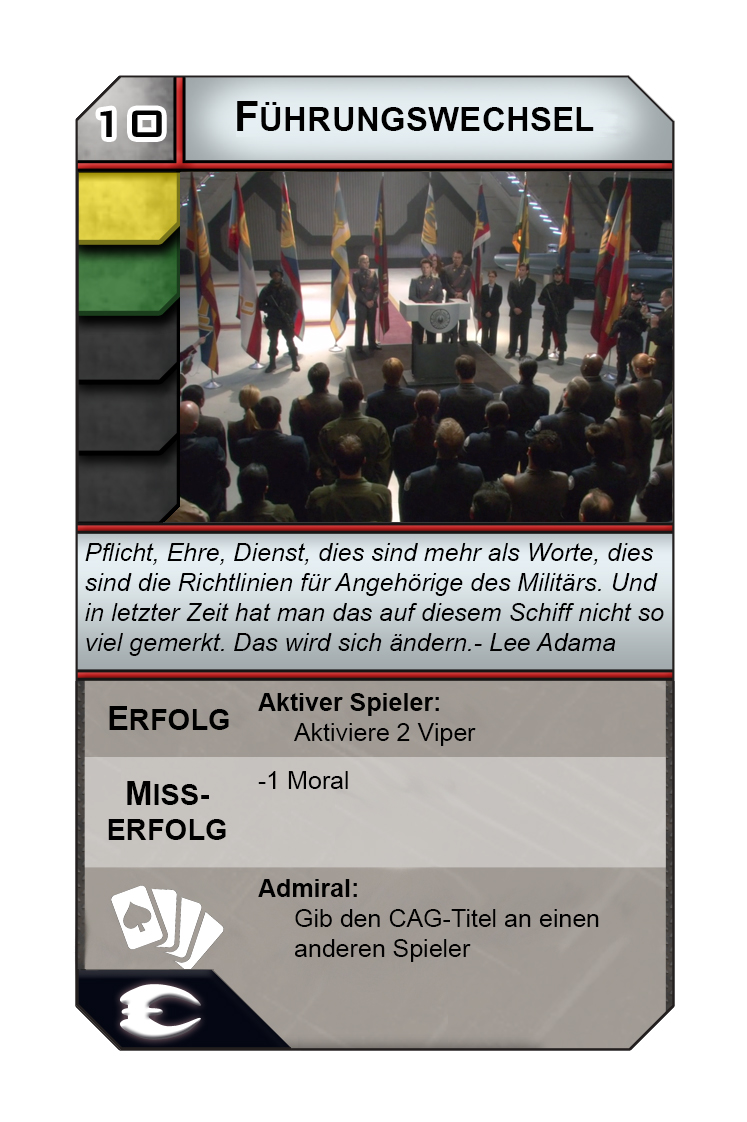 10
FÜHRUNGSWECHSEL
Pflicht, Ehre, Dienst, dies sind mehr als Worte, dies
sind die Richtlinien für Angehörige des Militärs. Und
in letzter Zeit hat man das auf diesem Schiff nicht so
viel gemerkt. Das wird sich ändern.- Lee Adama
ERFOLG
Aktiver Spieler:
Aktiviere 2 Viper
MISS-
ERFOLG
-1 Moral
Admiral:
Gib den CAG-Titel an einen
anderen Spieler